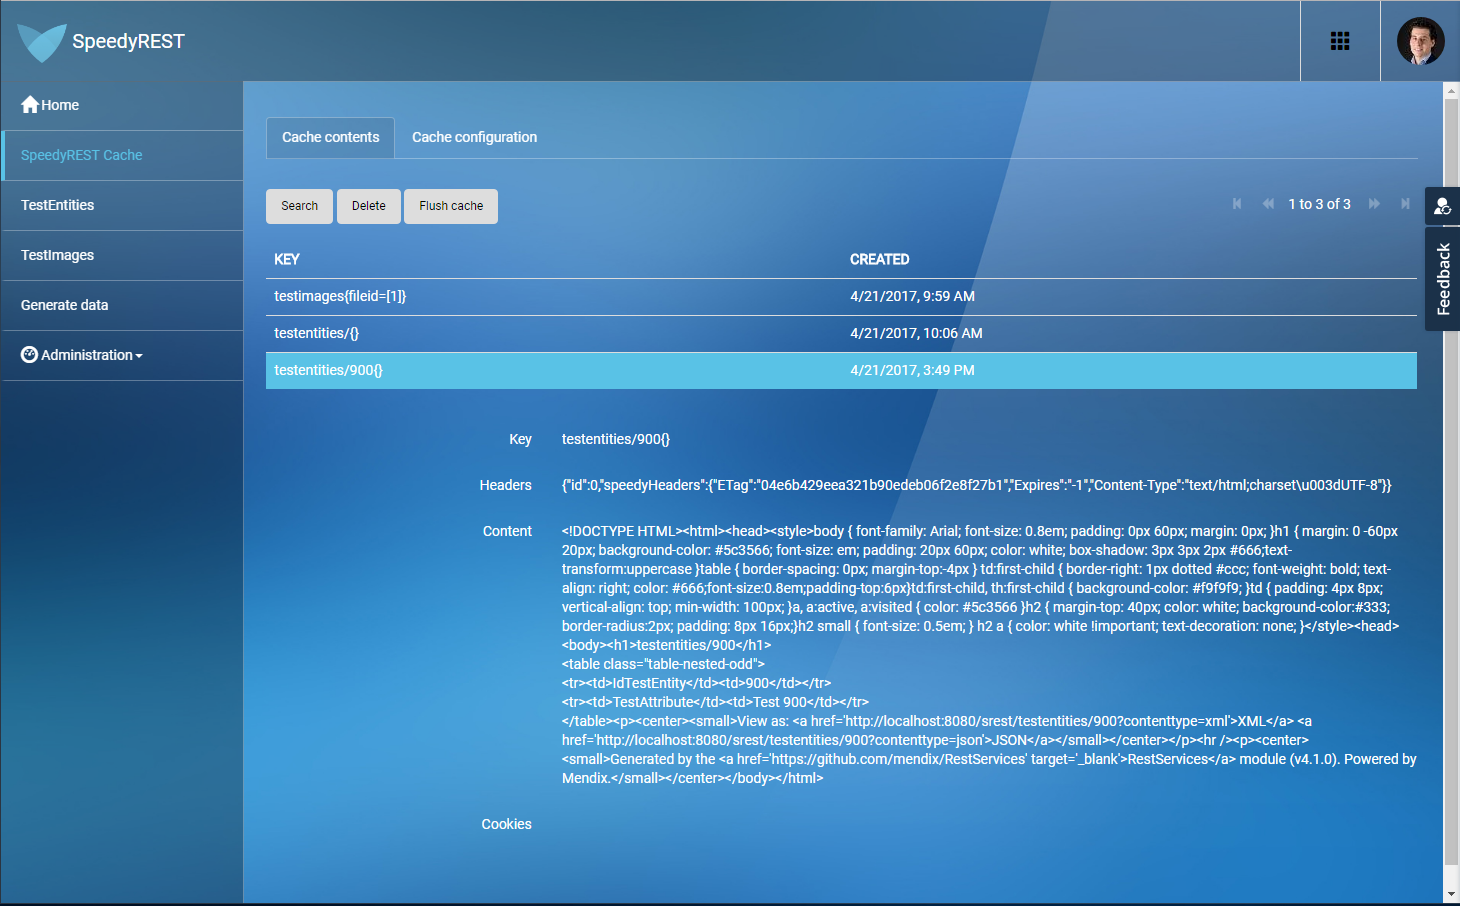 SpeedyREST
Home
SpeedyREST Cache
TestEntities
TestImages
Generate data
Administration
Cache contents Cache configuration
Search Delete Flush cache
1 to 3 of 3
KEY CREATED
testimages{fileid=[1]} 4/21/2017, 9:59 AM
testentities/{} 4/21/2017, 10:06 AM
testentities/900{} 4/21/2017, 3:49 PM
Feedback
Key testentities/900{}
Headers {"id":0,"speedyHeaders":{"ETag":"04e6b429eea321b90edeb06f2e8f27b1","Expires":"-1","Content-Type":"text/html;charset\u003dUTF-8"}}
Content <!DOCTYPE HTML><html><head><style>body { font-family: Arial; font-size: 0.8em; padding: 0px 60px; margin: 0px; }h1 { margin: 0 -60px
20px; background-color: #5c3566; font-size: em; padding: 20px 60px; color: white; box-shadow: 3px 3px 2px #666;text-
transform:uppercase }table { border-spacing: 0px; margin-top:-4px } td:first-child { border-right: 1px dotted #ccc; font-weight: bold; text-
align: right; color: #666;font-size:0.8em;padding-top:6px}td:first-child, th:first-child { background-color: #f9f9f9; }td { padding: 4px 8px;
vertical-align: top; min-width: 100px; }a, a:active, a:visited { color: #5c3566 }h2 { margin-top: 40px; color: white; background-color:#333;
border-radius:2px; padding: 8px 16px;}h2 small { font-size: 0.5em; } h2 a { color: white !important; text-decoration: none; }</style><head>
<body><h1>testentities/900</h1>
<table class="table-nested-odd">
<tr><td>IdTestEntity</td><td>900</td></tr>
<tr><td>TestAttribute</td><td>Test 900</td></tr>
</table><p><center><small>View as: <a href='http://localhost:8080/srest/testentities/900?contenttype=xml'>XML</a> <a
href='http://localhost:8080/srest/testentities/900?contenttype=json'>JSON</a></small></center></p><hr /><p><center>
<small>Generated by the <a href='https://github.com/mendix/RestServices' target='_blank'>RestServices</a> module (v4.1.0). Powered by
Mendix.</small></center></body></html>
Cookies